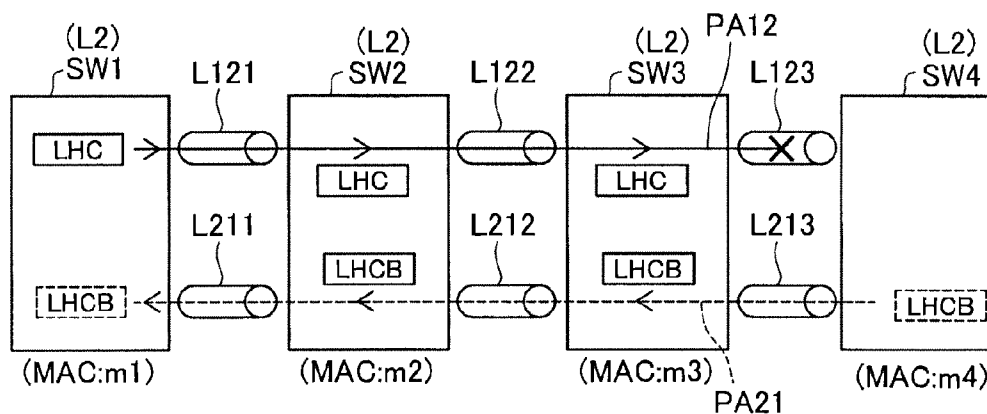 (L2)
SW1
L121
(L2)
SW2
L122
(L2)
SW3
PA12
L123
(L2)
SW4
LHC
LHC
LHC
L211
L212
L213
LHCB
LHCB
LHCB
LHCB
(MAC:m1)
(MAC:m2)
(MAC:m3)
(MAC:m4)
PA21